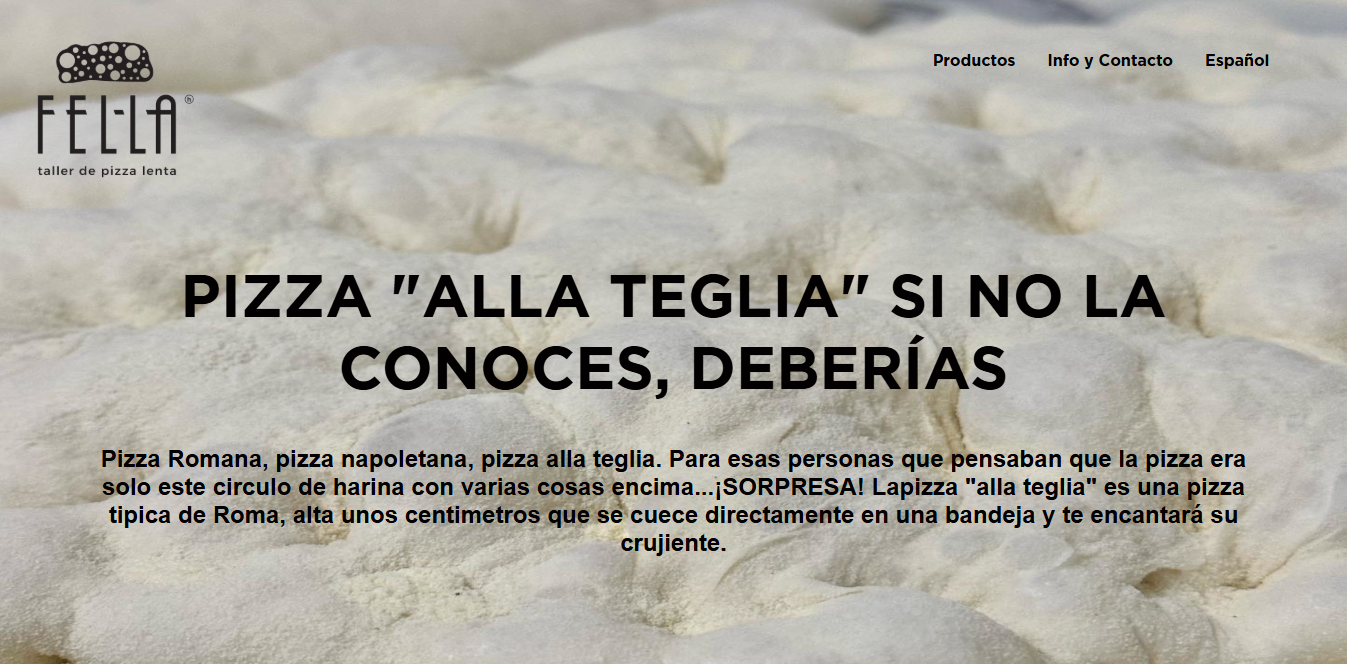 Productos Info y Contacto Español
FEL·LA
taller de pizza lenta
PIZZA "ALLA TEGLIA" SI NO LA
CONOCES, DEBERÍAS
Pizza Romana, pizza napoletana, pizza alla teglia. Para esas personas que pensaban que la pizza era
solo este circulo de harina con varias cosas encima...¡SORPRESA! Lapizza "alla teglia" es una pizza
tipica de Roma, alta unos centimetros que se cuece directamente en una bandeja y te encantará su
crujiente.